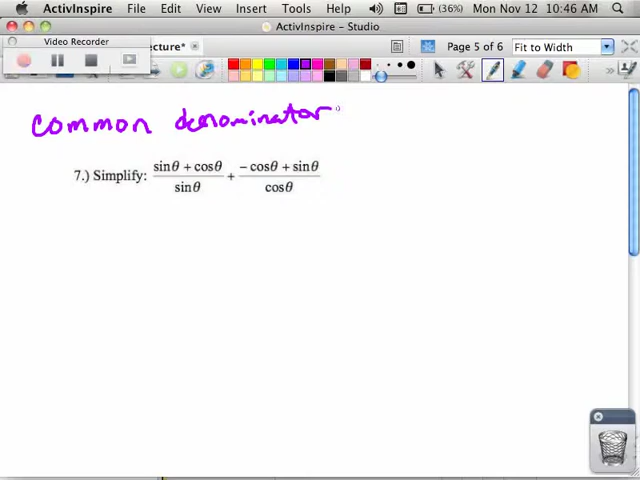 ActivInspire File Edit View Insert Tools Help (36%) Mon Nov 12 10:46 AM
ActivInspire - Studio
Video Recorder
ecture*
Page 5 of 6
Fit to Width
common denominator
7.) Simplify: (sinθ + cosθ)/sinθ + (− cosθ + sinθ)/cosθ